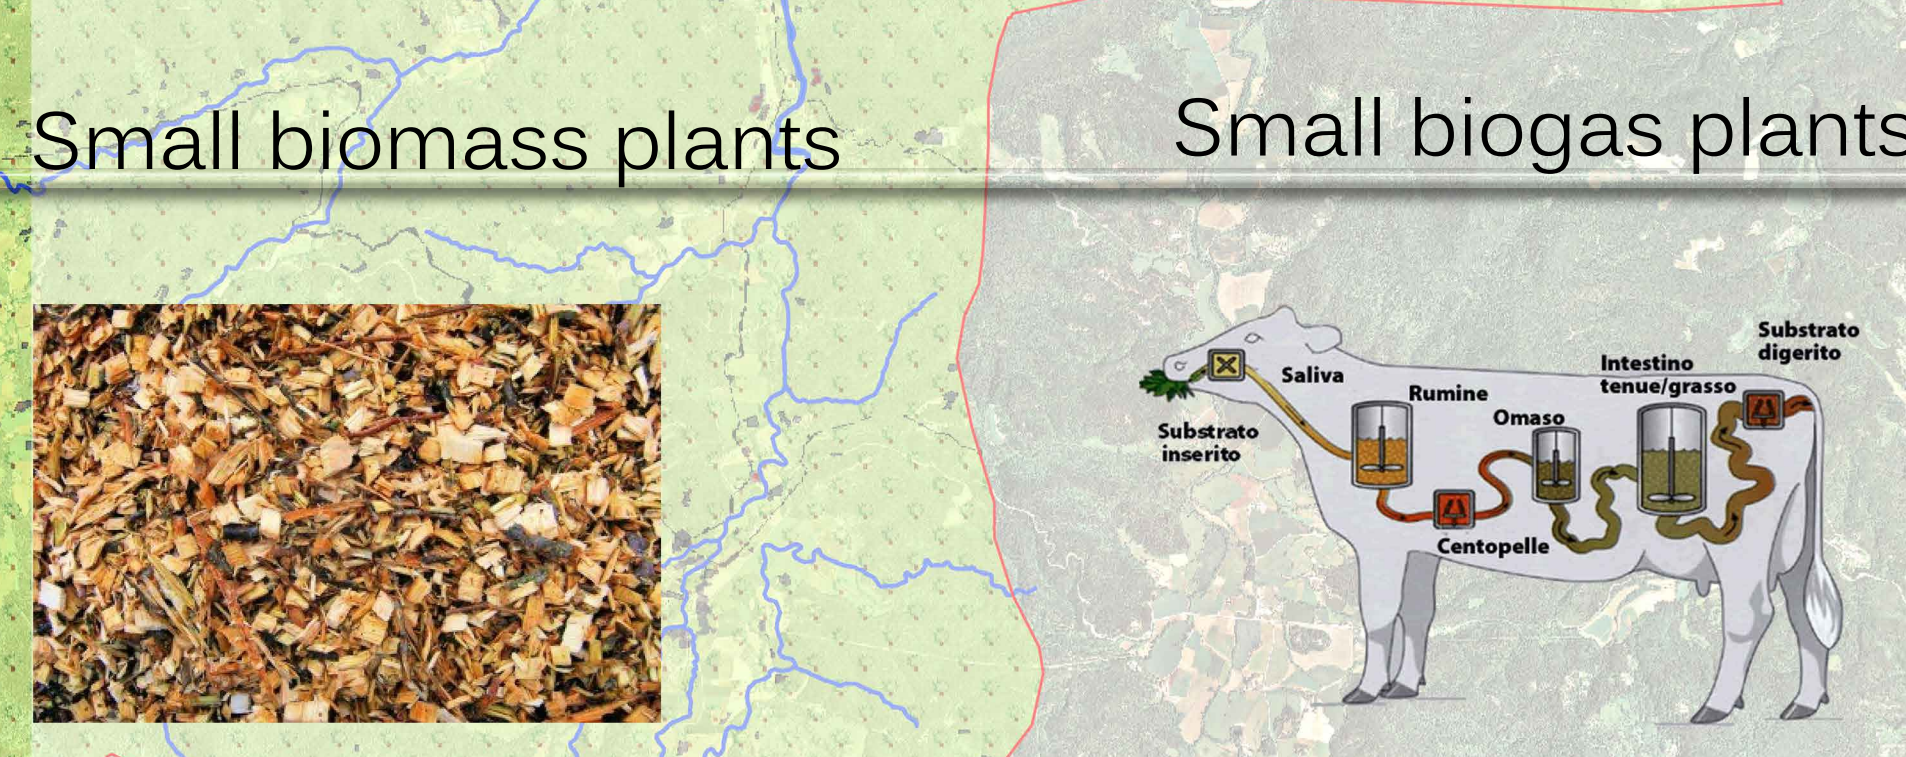 Small biomass plants
Small biogas plants
Substrato
digerito
Intestino
tenue/grasso
Saliva
Rumine
Omaso
Substrato
inserito
Centopelle